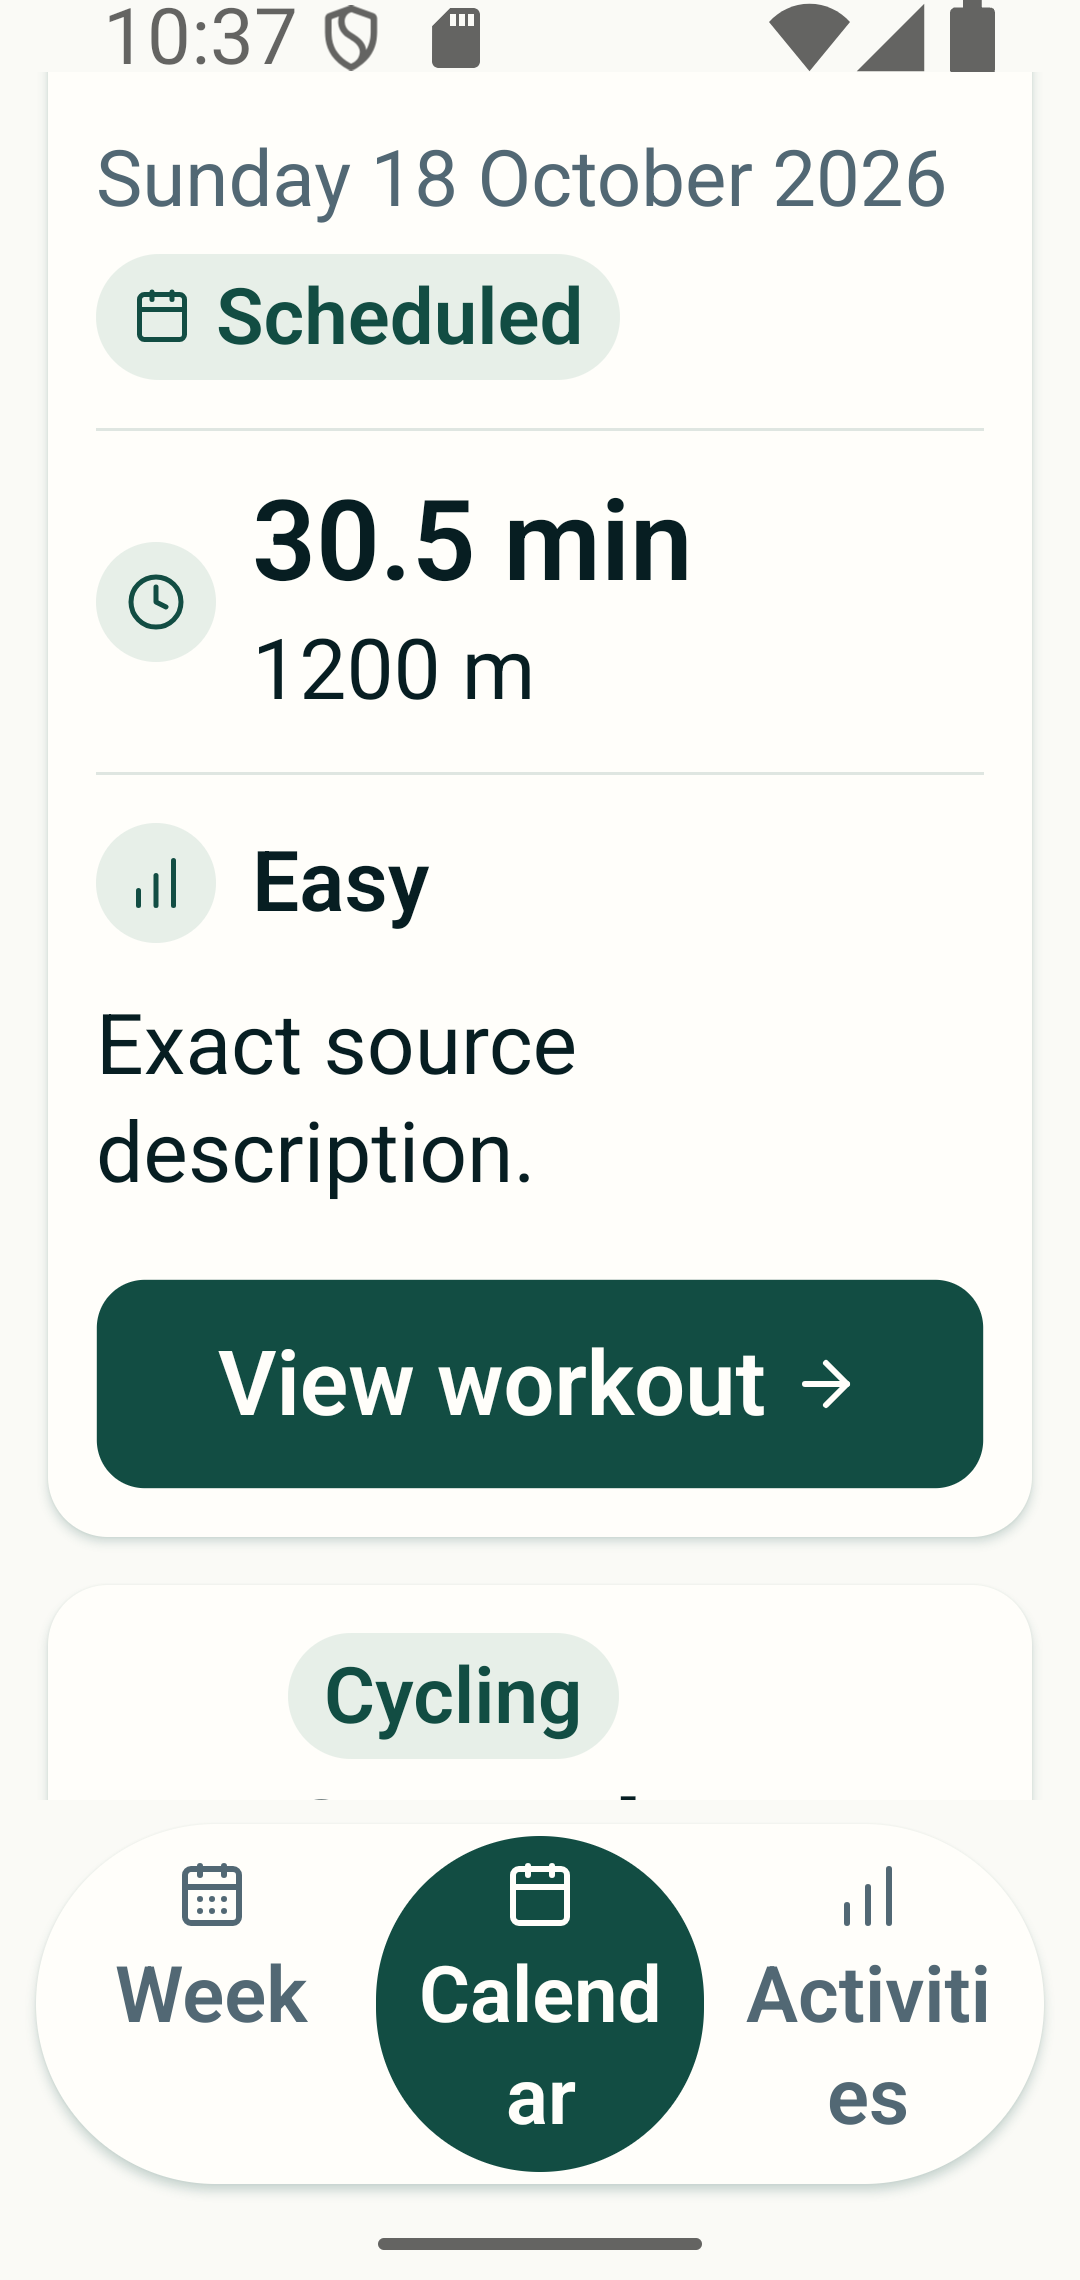 10:37
Sunday 18 October 2026
Scheduled
30.5 min
1200 m
Easy
Exact source
description.
View workout
Cycling
Week
Calend
ar
Activiti
es